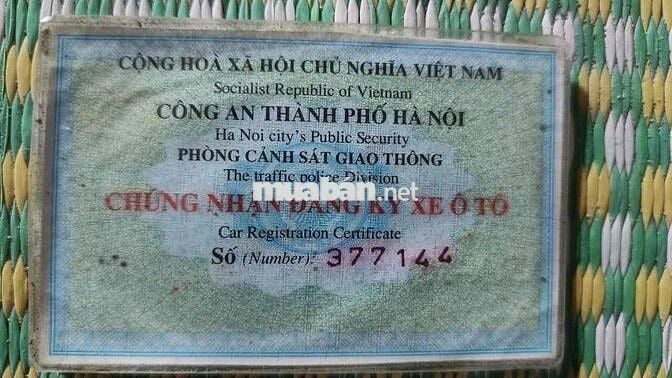 CỘNG HOÀ XÃ HỘI CHỦ NGHĨA VIỆT NAM
Socialist Republic of Vietnam
CÔNG AN THÀNH PHỐ HÀ NỘI
Ha Noi city's Public Security
PHÒNG CẢNH SÁT GIAO THÔNG
The traffic police Division
muaban.net
CHỨNG NHẬN ĐĂNG KÝ XE Ô TÔ
Car Registration Certificate
Số (Number): 377144